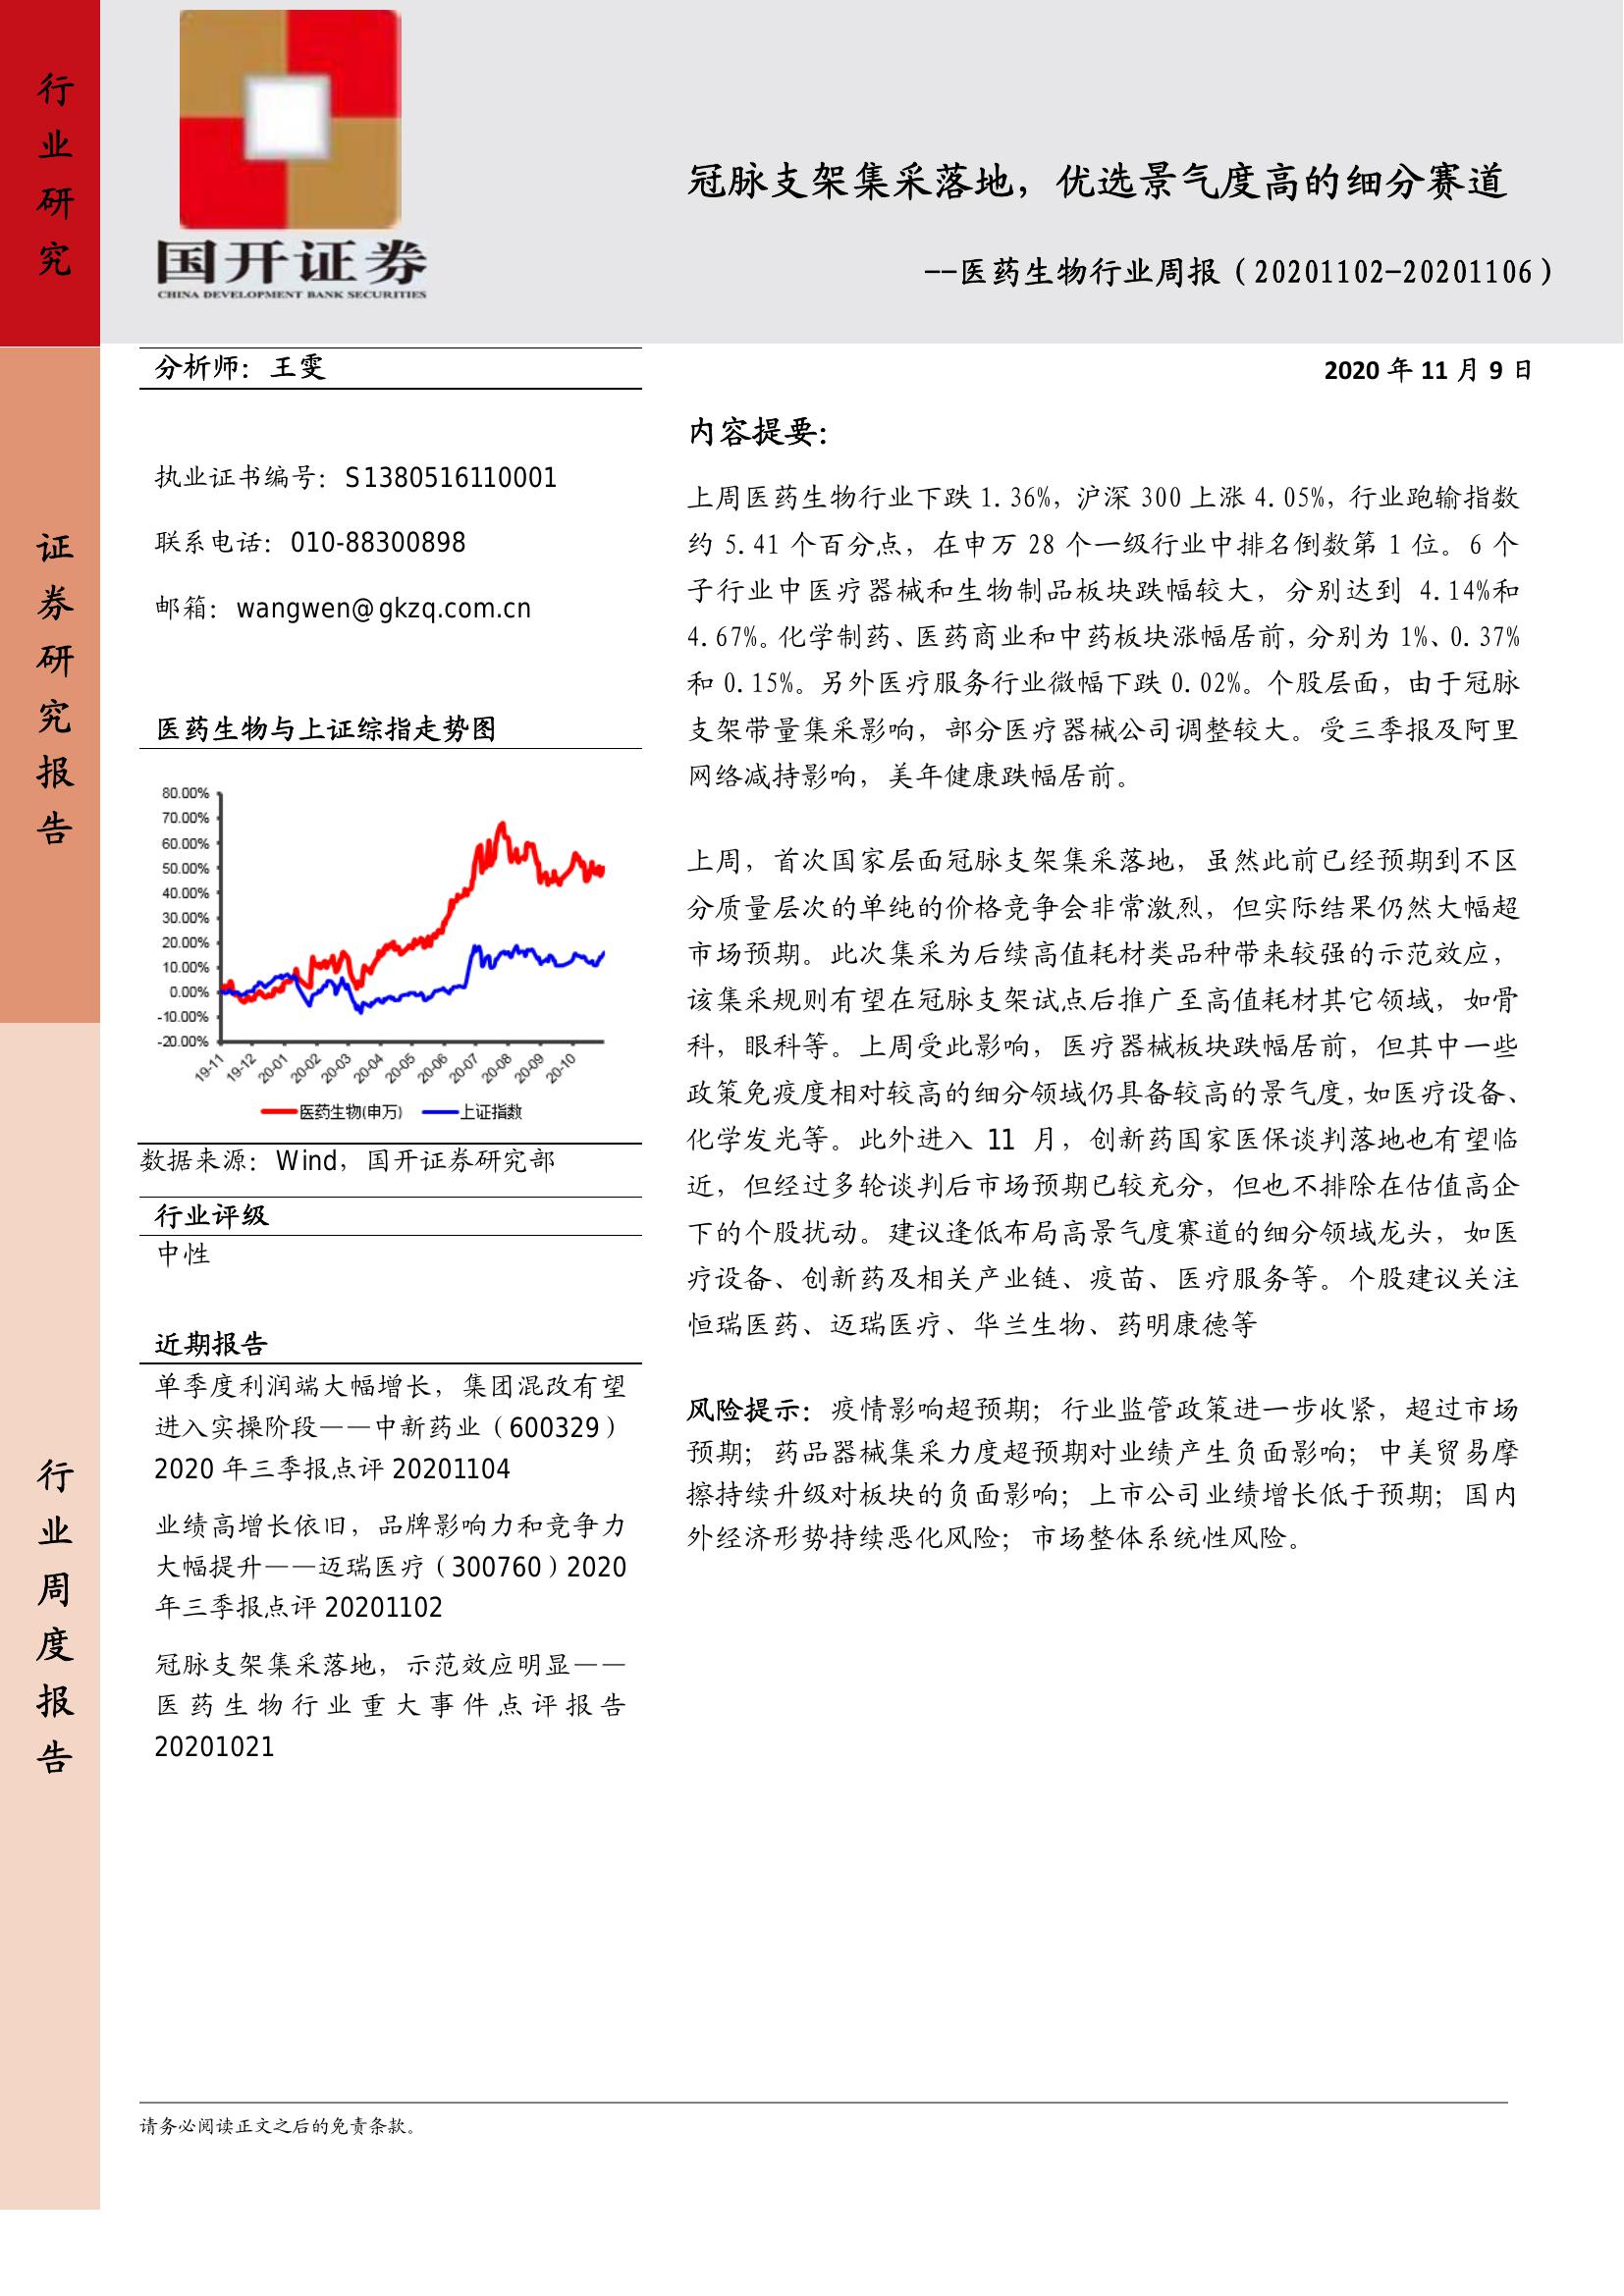 行业研究
证券研究报告
行业周度报告
国开证券
CHINA DEVELOPMENT BANK SECURITIES
冠脉支架集采落地，优选景气度高的细分赛道
--医药生物行业周报（20201102-20201106）
分析师：王雯
执业证书编号：S1380516110001
联系电话：010-88300898
邮箱：wangwen@gkzq.com.cn
医药生物与上证综指走势图
80.00%
70.00%
60.00%
50.00%
40.00%
30.00%
20.00%
10.00%
0.00%
-10.00%
-20.00%
19-11 19-12 20-01 20-02 20-03 20-04 20-05 20-06 20-07 20-08 20-09 20-10
医药生物(申万) 上证指数
数据来源：Wind，国开证券研究部
行业评级
中性
近期报告
单季度利润端大幅增长，集团混改有望
进入实操阶段——中新药业（600329）
2020 年三季报点评 20201104
业绩高增长依旧，品牌影响力和竞争力
大幅提升——迈瑞医疗（300760）2020
年三季报点评 20201102
冠脉支架集采落地，示范效应明显——
医药生物行业重大事件点评报告
20201021
2020 年 11 月 9 日
内容提要：
上周医药生物行业下跌 1.36%，沪深 300 上涨 4.05%，行业跑输指数
约 5.41 个百分点，在申万 28 个一级行业中排名倒数第 1 位。6 个
子行业中医疗器械和生物制品板块跌幅较大，分别达到 4.14%和
4.67%。化学制药、医药商业和中药板块涨幅居前，分别为 1%、0.37%
和 0.15%。另外医疗服务行业微幅下跌 0.02%。个股层面，由于冠脉
支架带量集采影响，部分医疗器械公司调整较大。受三季报及阿里
网络减持影响，美年健康跌幅居前。
上周，首次国家层面冠脉支架集采落地，虽然此前已经预期到不区
分质量层次的单纯的价格竞争会非常激烈，但实际结果仍然大幅超
市场预期。此次集采为后续高值耗材类品种带来较强的示范效应，
该集采规则有望在冠脉支架试点后推广至高值耗材其它领域，如骨
科，眼科等。上周受此影响，医疗器械板块跌幅居前，但其中一些
政策免疫度相对较高的细分领域仍具备较高的景气度，如医疗设备、
化学发光等。此外进入 11 月，创新药国家医保谈判落地也有望临
近，但经过多轮谈判后市场预期已较充分，但也不排除在估值高企
下的个股扰动。建议逢低布局高景气度赛道的细分领域龙头，如医
疗设备、创新药及相关产业链、疫苗、医疗服务等。个股建议关注
恒瑞医药、迈瑞医疗、华兰生物、药明康德等
风险提示：疫情影响超预期；行业监管政策进一步收紧，超过市场
预期；药品器械集采力度超预期对业绩产生负面影响；中美贸易摩
擦持续升级对板块的负面影响；上市公司业绩增长低于预期；国内
外经济形势持续恶化风险；市场整体系统性风险。
请务必阅读正文之后的免责条款。